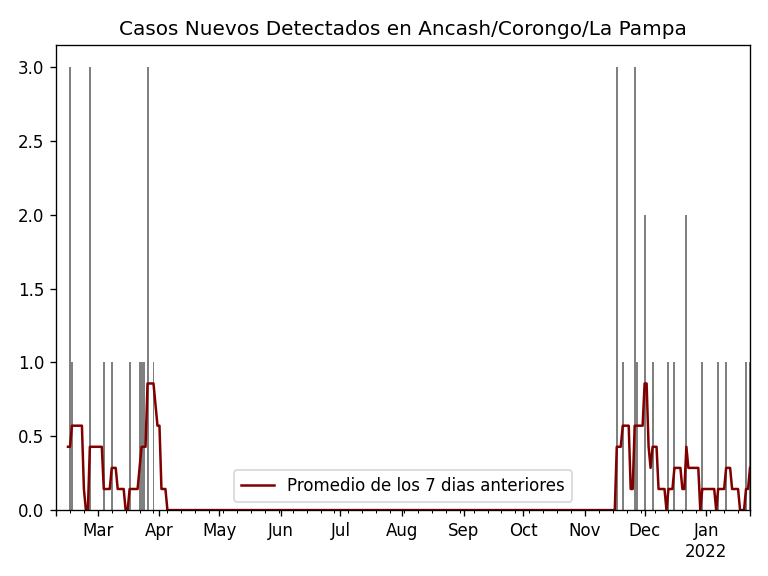 Casos Nuevos Detectados en Ancash/Corongo/La Pampa
3.0
2.5
2.0
1.5
1.0
0.5
0.0
Promedio de los 7 dias anteriores
Mar Apr May Jun Jul Aug Sep Oct Nov Dec Jan
2022